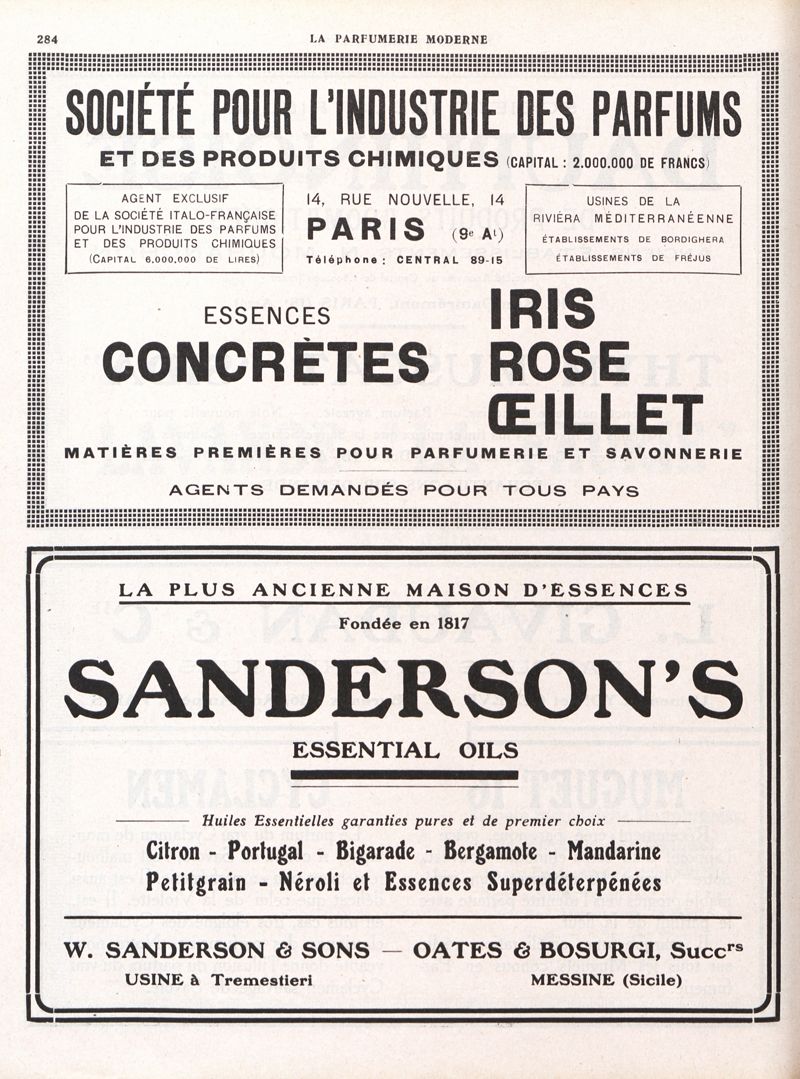 284
LA PARFUMERIE MODERNE
SOCIÉTÉ POUR L'INDUSTRIE DES PARFUMS
ET DES PRODUITS CHIMIQUES (CAPITAL : 2.000.000 DE FRANCS)
AGENT EXCLUSIF
DE LA SOCIÉTÉ ITALO-FRANÇAISE
POUR L'INDUSTRIE DES PARFUMS
ET DES PRODUITS CHIMIQUES
(CAPITAL 6.000.000 DE LIRES)
14, RUE NOUVELLE, 14
PARIS (9e At)
Téléphone : CENTRAL 89-15
USINES DE LA
RIVIÉRA MÉDITERRANÉENNE
ÉTABLISSEMENTS DE BORDIGHERA
ÉTABLISSEMENTS DE FRÉJUS
ESSENCES
CONCRÈTES
IRIS
ROSE
ŒILLET
MATIÈRES PREMIÈRES POUR PARFUMERIE ET SAVONNERIE
AGENTS DEMANDÉS POUR TOUS PAYS
LA PLUS ANCIENNE MAISON D'ESSENCES
Fondée en 1817
SANDERSON'S
ESSENTIAL OILS
Huiles Essentielles garanties pures et de premier choix
Citron - Portugal - Bigarade - Bergamote - Mandarine
Petitgrain - Néroli et Essences Superdéterpénées
W. SANDERSON & SONS — OATES & BOSURGI, Succrs
USINE à Tremestieri
MESSINE (Sicile)